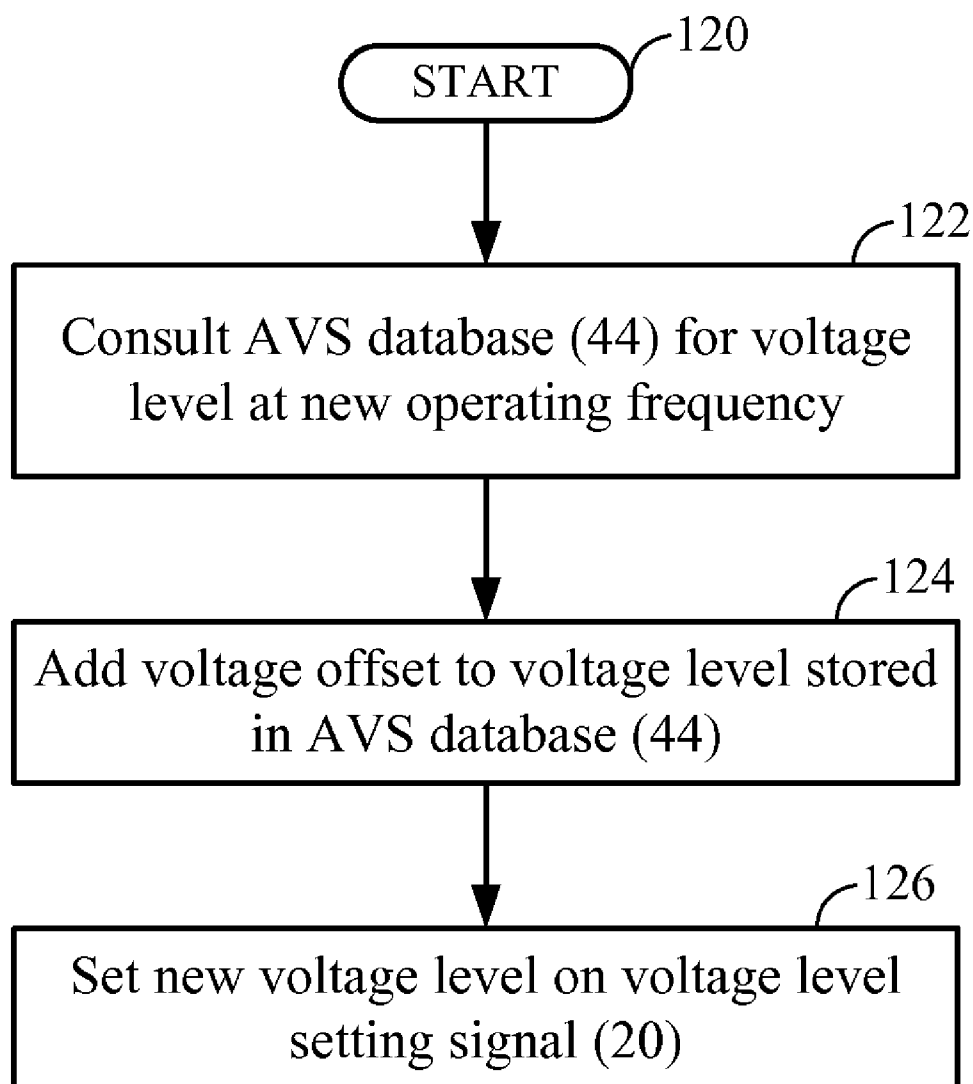 120
START
122
Consult AVS database (44) for voltage
level at new operating frequency
124
Add voltage offset to voltage level stored
in AVS database (44)
126
Set new voltage level on voltage level
setting signal (20)